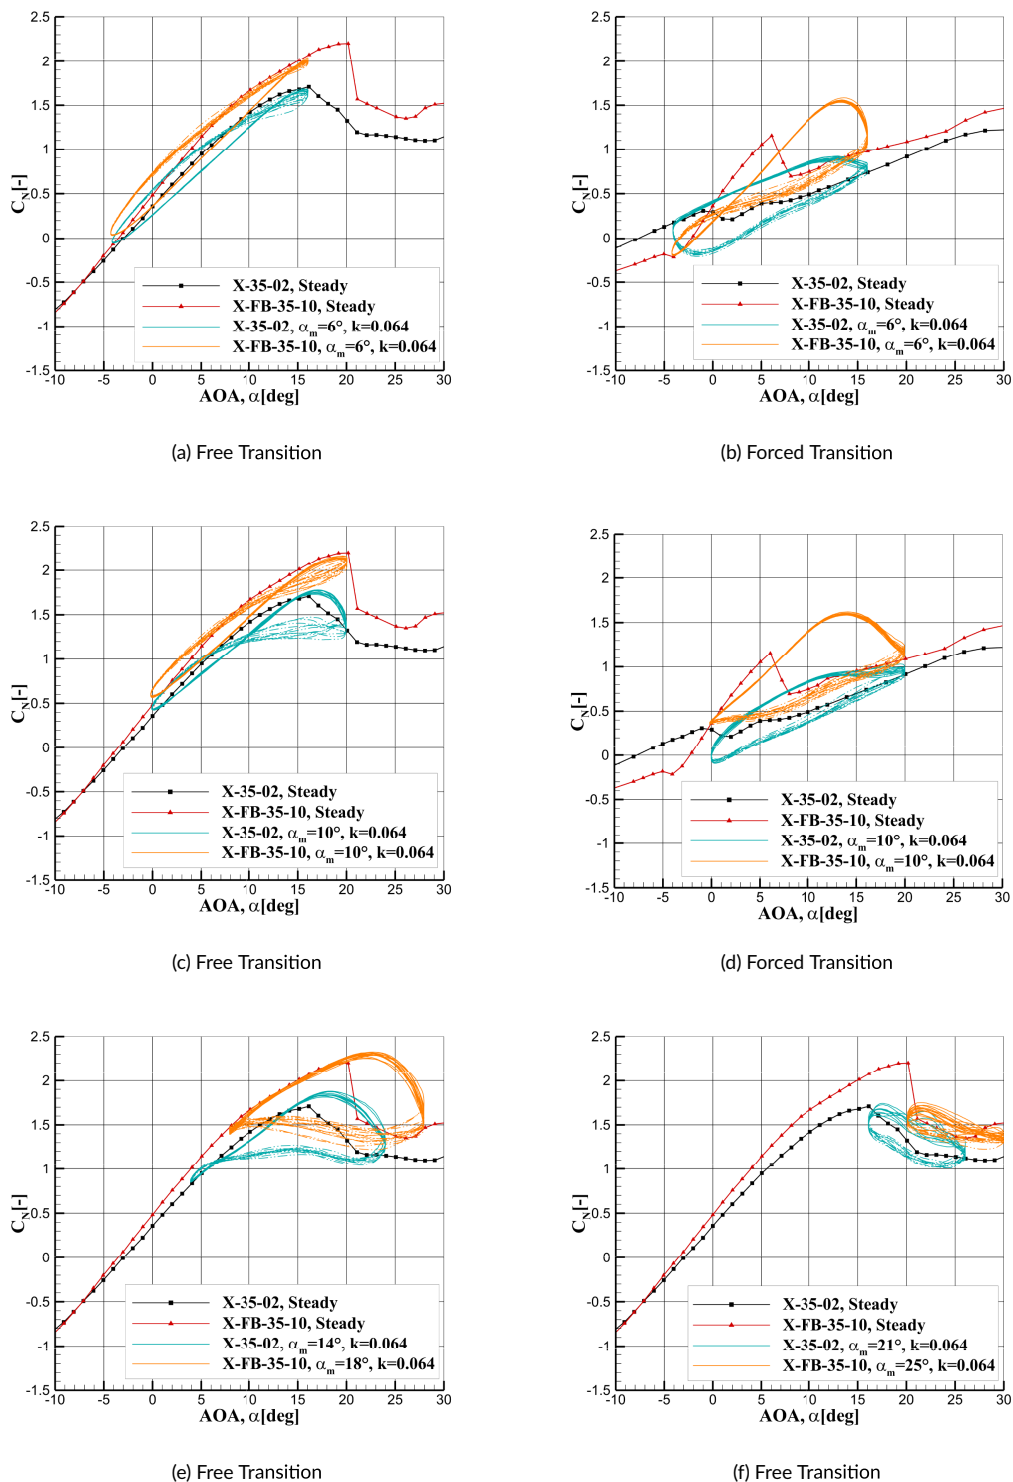 2.5
2
1.5
1
0.5
0
-0.5
-1
-1.5
C_N[-]
X-35-02, Steady
X-FB-35-10, Steady
X-35-02, α_m=6°, k=0.064
X-FB-35-10, α_m=6°, k=0.064
-10 -5 0 5 10 15 20 25 30
AOA, α[deg]
(a) Free Transition
2.5
2
1.5
1
0.5
0
-0.5
-1
-1.5
C_N[-]
X-35-02, Steady
X-FB-35-10, Steady
X-35-02, α_m=6°, k=0.064
X-FB-35-10, α_m=6°, k=0.064
-10 -5 0 5 10 15 20 25 30
AOA, α[deg]
(b) Forced Transition
2.5
2
1.5
1
0.5
0
-0.5
-1
-1.5
C_N[-]
X-35-02, Steady
X-FB-35-10, Steady
X-35-02, α_m=10°, k=0.064
X-FB-35-10, α_m=10°, k=0.064
-10 -5 0 5 10 15 20 25 30
AOA, α[deg]
(c) Free Transition
2.5
2
1.5
1
0.5
0
-0.5
-1
-1.5
C_N[-]
X-35-02, Steady
X-FB-35-10, Steady
X-35-02, α_m=10°, k=0.064
X-FB-35-10, α_m=10°, k=0.064
-10 -5 0 5 10 15 20 25 30
AOA, α[deg]
(d) Forced Transition
2.5
2
1.5
1
0.5
0
-0.5
-1
-1.5
C_N[-]
X-35-02, Steady
X-FB-35-10, Steady
X-35-02, α_m=14°, k=0.064
X-FB-35-10, α_m=18°, k=0.064
-10 -5 0 5 10 15 20 25 30
AOA, α[deg]
(e) Free Transition
2.5
2
1.5
1
0.5
0
-0.5
-1
-1.5
C_N[-]
X-35-02, Steady
X-FB-35-10, Steady
X-35-02, α_m=21°, k=0.064
X-FB-35-10, α_m=25°, k=0.064
-10 -5 0 5 10 15 20 25 30
AOA, α[deg]
(f) Free Transition